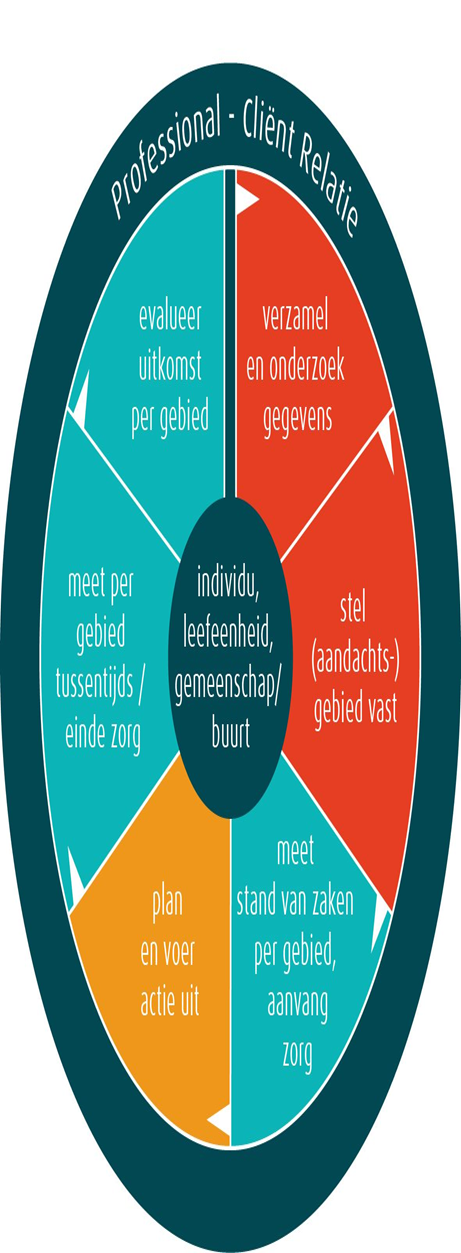 Professional - Cliënt Relatie
verzamel
en onderzoek
gegevens
stel
(aandachts-)
gebied vast
meet
stand van zaken
per gebied,
aanvang
zorg
plan
en voer
actie uit
meet per
gebied
tussentijds /
einde zorg
evalueer
uitkomst
per gebied
individu,
leefeenheid,
gemeenschap/
buurt